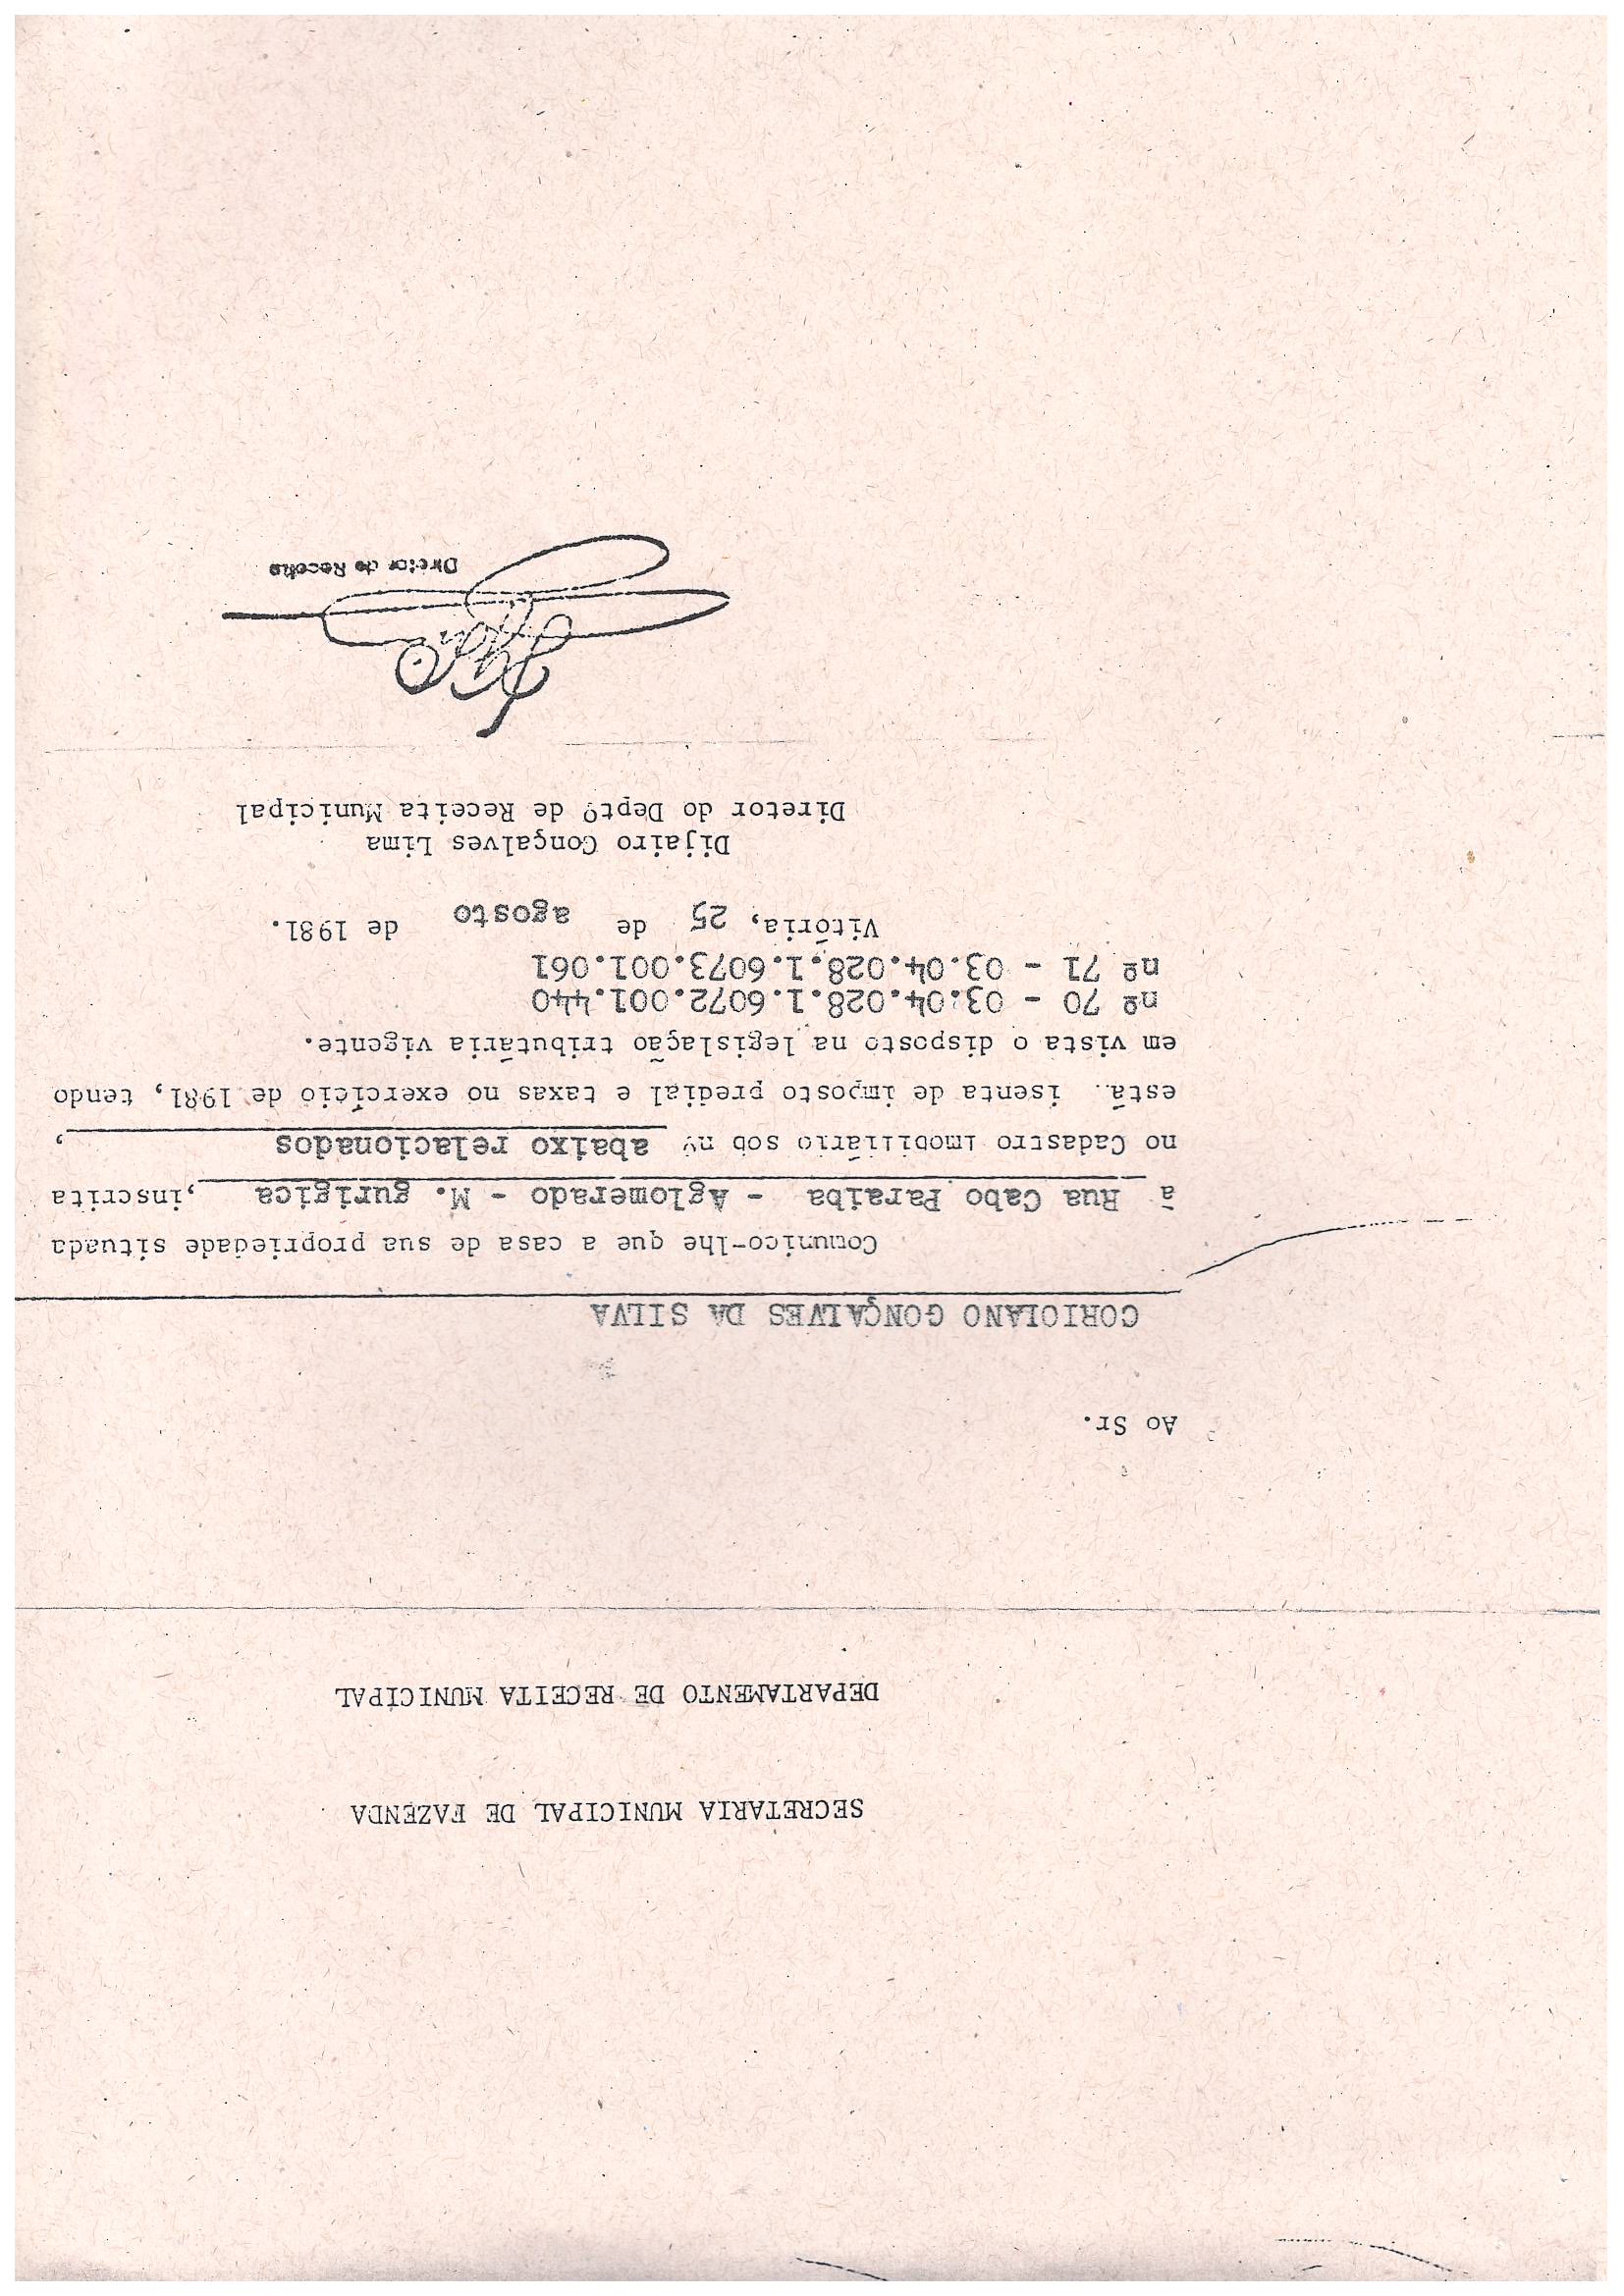 SECRETARIA MUNICIPAL DE FAZENDA
DEPARTAMENTO DE RECEITA MUNICIPAL
Ao Sr.
CORIOLANO GONÇALVES DA SILVA
Comunico-lhe que a casa de sua propriedade situada
à Rua Cabo Paraiba - Aglomerado - M. gurigica ,inscrita
no Cadastro imobiliário sob nº abaixo relacionados ,
está. isenta de imposto predial e taxas no exercício de 1981, tendo
em vista o disposto na legislação tributária vigente.
nº 70 - 03.04.028.1.6072.001.440
nº 71 - 03.04.028.1.6073.001.061
Vitória, 25 de agosto de 1981.
Dijairo Gonçalves Lima
Diretor do Deptº de Receita Municipal
Diretor de Receita